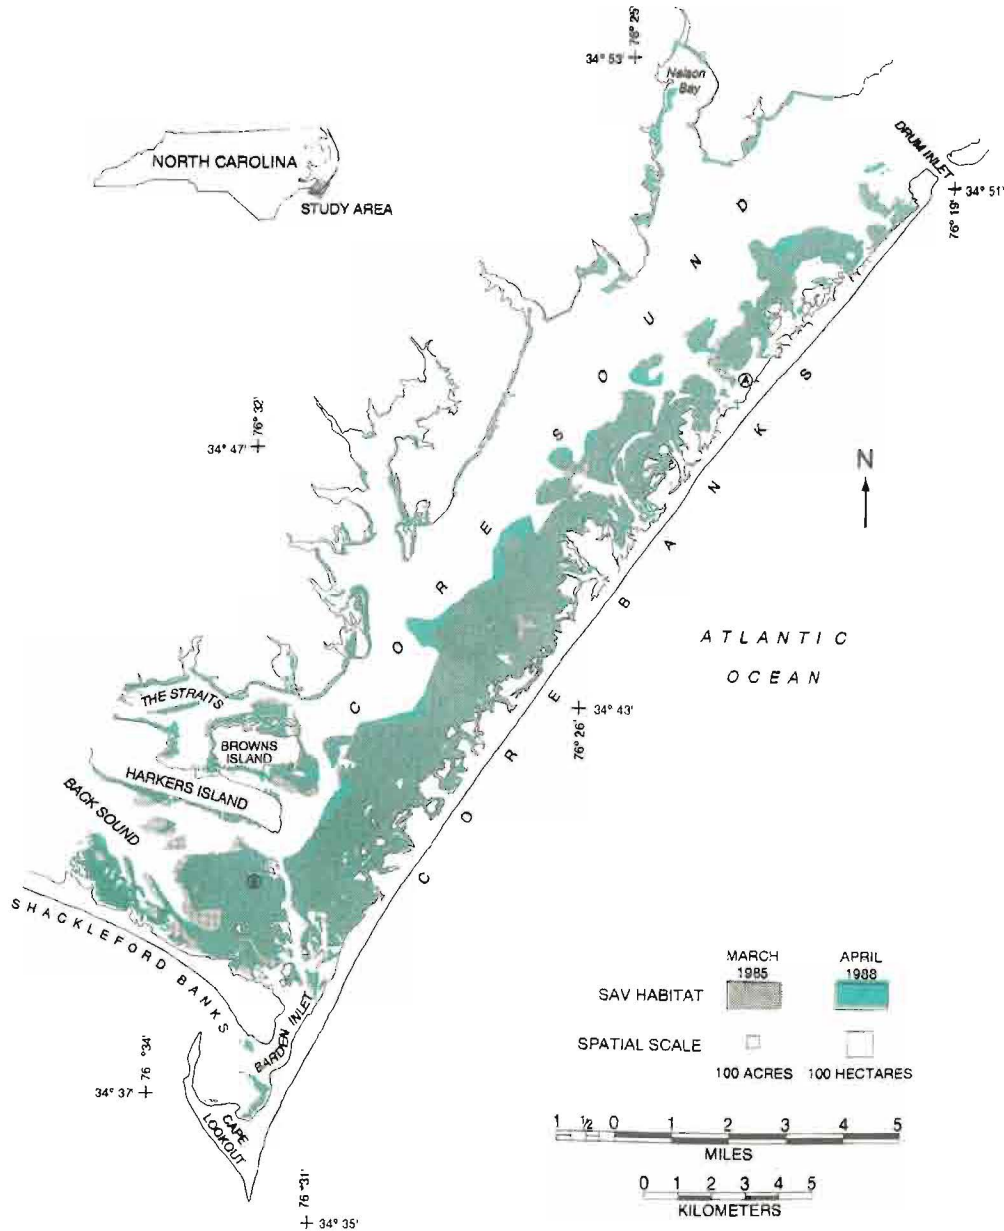 76° 25'
34° 53'
Nelson
Bay
DRUM INLET
34° 51'
76° 19'
NORTH CAROLINA
STUDY AREA
CORE SOUND
CORE BANKS
A
76° 32'
34° 47'
N
ATLANTIC
OCEAN
34° 43'
76° 26'
THE STRAITS
BROWNS
ISLAND
HARKERS ISLAND
BACK SOUND
SHACKLEFORD BANKS
BARDEN INLET
76° 34'
34° 37'
CAPE
LOOKOUT
76° 31'
34° 35'
MARCH
1985
APRIL
1988
SAV HABITAT
SPATIAL SCALE
100 ACRES
100 HECTARES
1 1/2 0 1 2 3 4 5
MILES
0 1 2 3 4 5
KILOMETERS